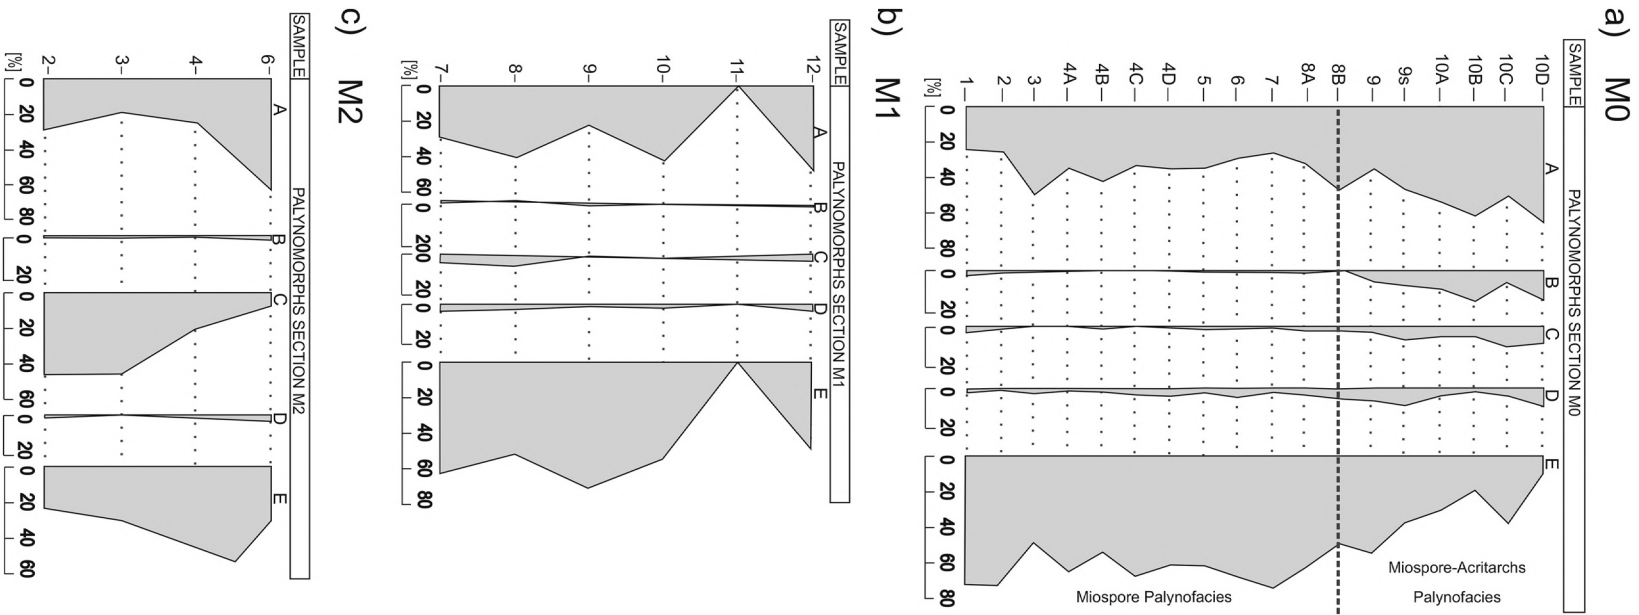 a) M0
SAMPLE
PALYNOMORPHS SECTION M0
10D
10C
10B
10A
9s
9
8B
8A
7
6
5
4D
4C
4B
4A
3
2
1
[%]
A
0 20 40 60 80
B
0 20
C
0 20
D
0 20
E
0 20 40 60 80
Miospore Palynofacies
Miospore-Acritarchs
Palynofacies
b) M1
SAMPLE
PALYNOMORPHS SECTION M1
12
11
10
9
8
7
[%]
A
0 20 40 60
B
0 20
C
0 20
D
0 20
E
0 20 40 60 80
c) M2
SAMPLE
PALYNOMORPHS SECTION M2
6
4
3
2
[%]
A
0 20 40 60 80
B
0 20
C
0 20 40 60
D
0 20
E
0 20 40 60